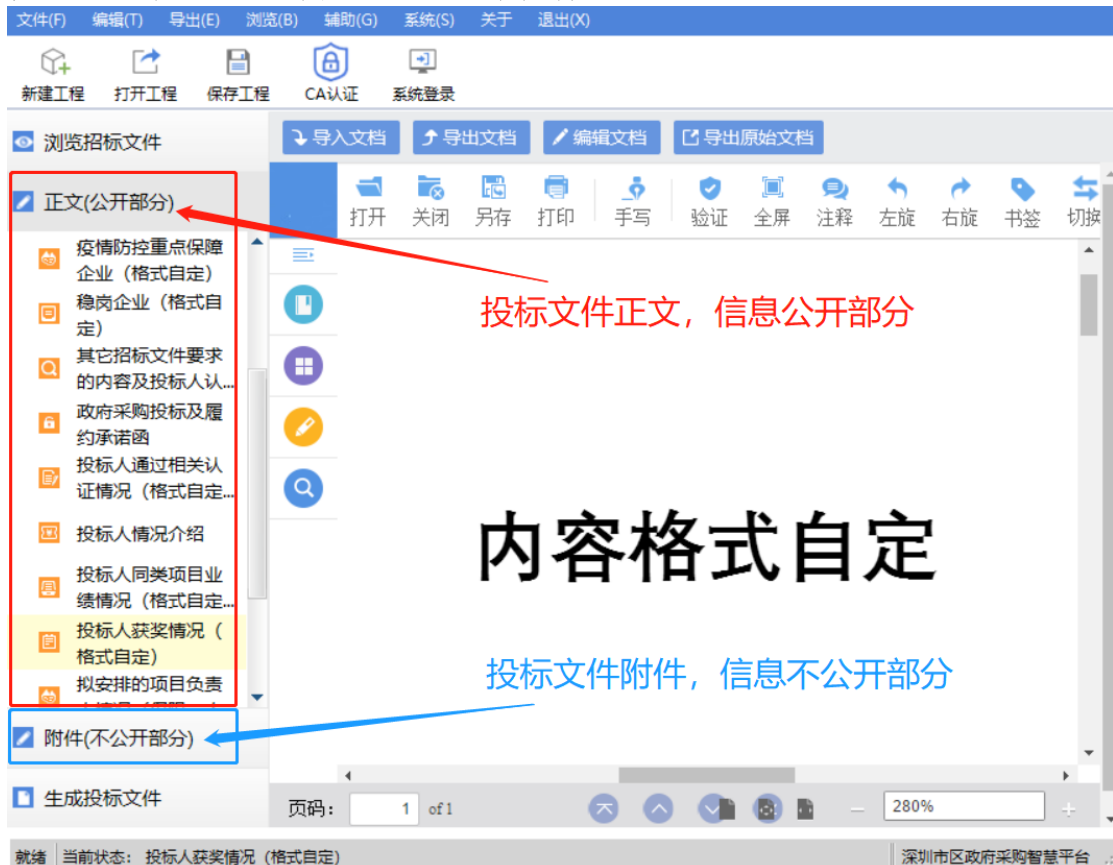 文件(F) 编辑(T) 导出(E) 浏览(B) 辅助(G) 系统(S) 关于 退出(X)
新建工程 打开工程 保存工程 CA认证 系统登录
浏览招标文件
导入文档 导出文档 编辑文档 导出原始文档
正文(公开部分)
打开 关闭 另存 打印 手写 验证 全屏 注释 左旋 右旋 书签 切换
疫情防控重点保障
企业（格式自定）
稳岗企业（格式自
定）
其它招标文件要求
的内容及投标人认...
政府采购投标及履
约承诺函
投标人通过相关认
证情况（格式自定...
投标人情况介绍
投标人同类项目业
绩情况（格式自定...
投标人获奖情况（
格式自定）
拟安排的项目负责
投标文件正文，信息公开部分
内容格式自定
投标文件附件，信息不公开部分
附件(不公开部分)
生成投标文件
页码： 1 of 1 280%
就绪 当前状态： 投标人获奖情况（格式自定） 深圳市区政府采购智慧平台